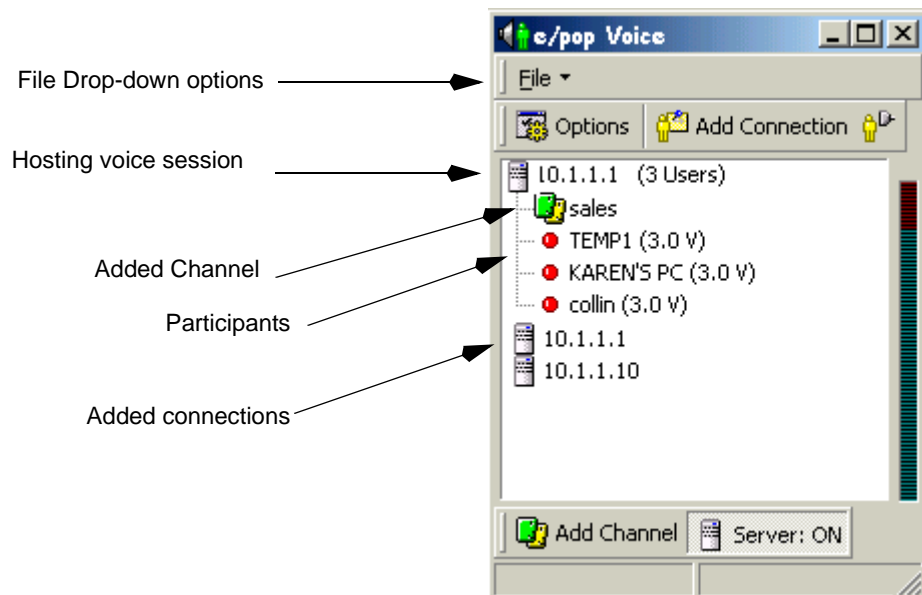 e/pop Voice
File Drop-down options
File
Options
Add Connection
Hosting voice session
10.1.1.1 (3 Users)
sales
Added Channel
TEMP1 (3.0 V)
KAREN'S PC (3.0 V)
Participants
collin (3.0 V)
10.1.1.1
10.1.1.10
Added connections
Add Channel
Server: ON